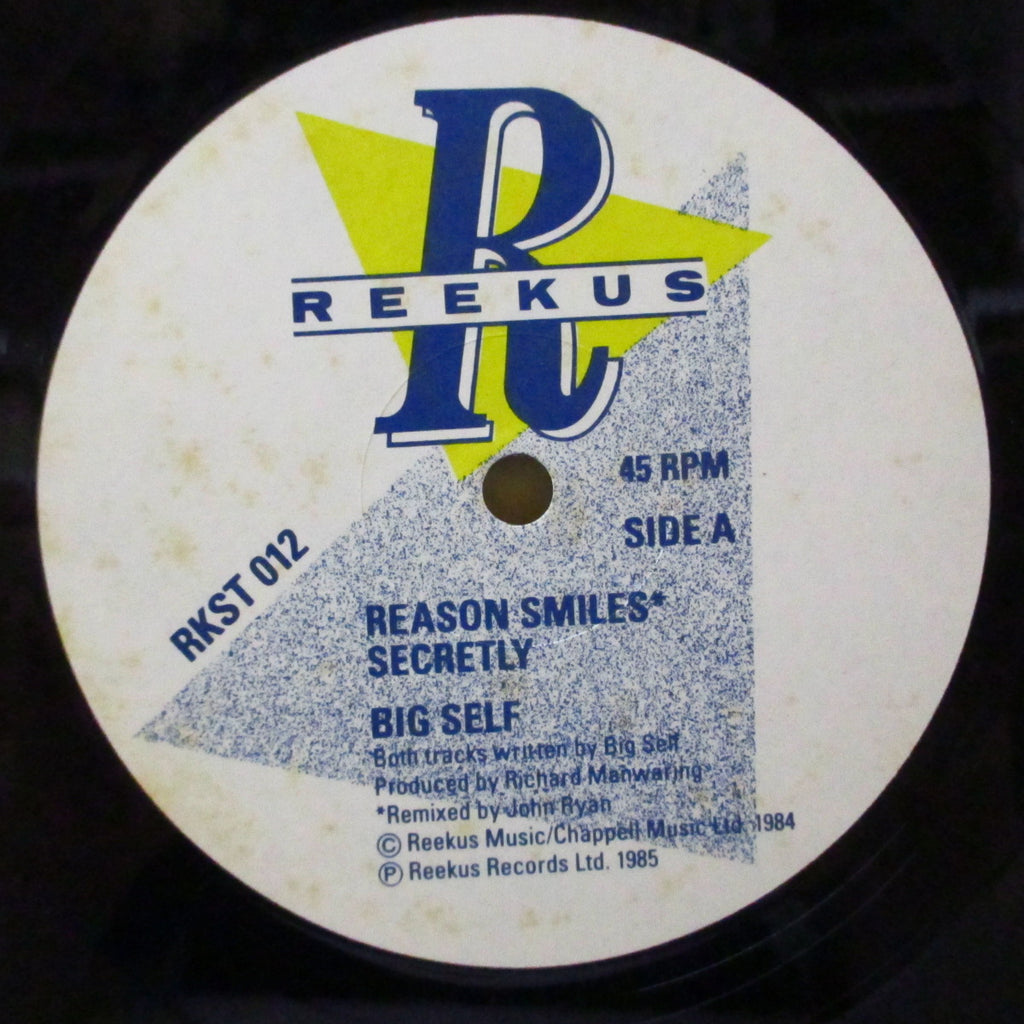 R
REEKUS
45 RPM
SIDE A
RKST 012
REASON SMILES*
SECRETLY
BIG SELF
Both tracks written by Big Self
Produced by Richard Manwaring
*Remixed by John Ryan
© Reekus Music/Chappell Music Ltd 1984
Ⓟ Reekus Records Ltd. 1985